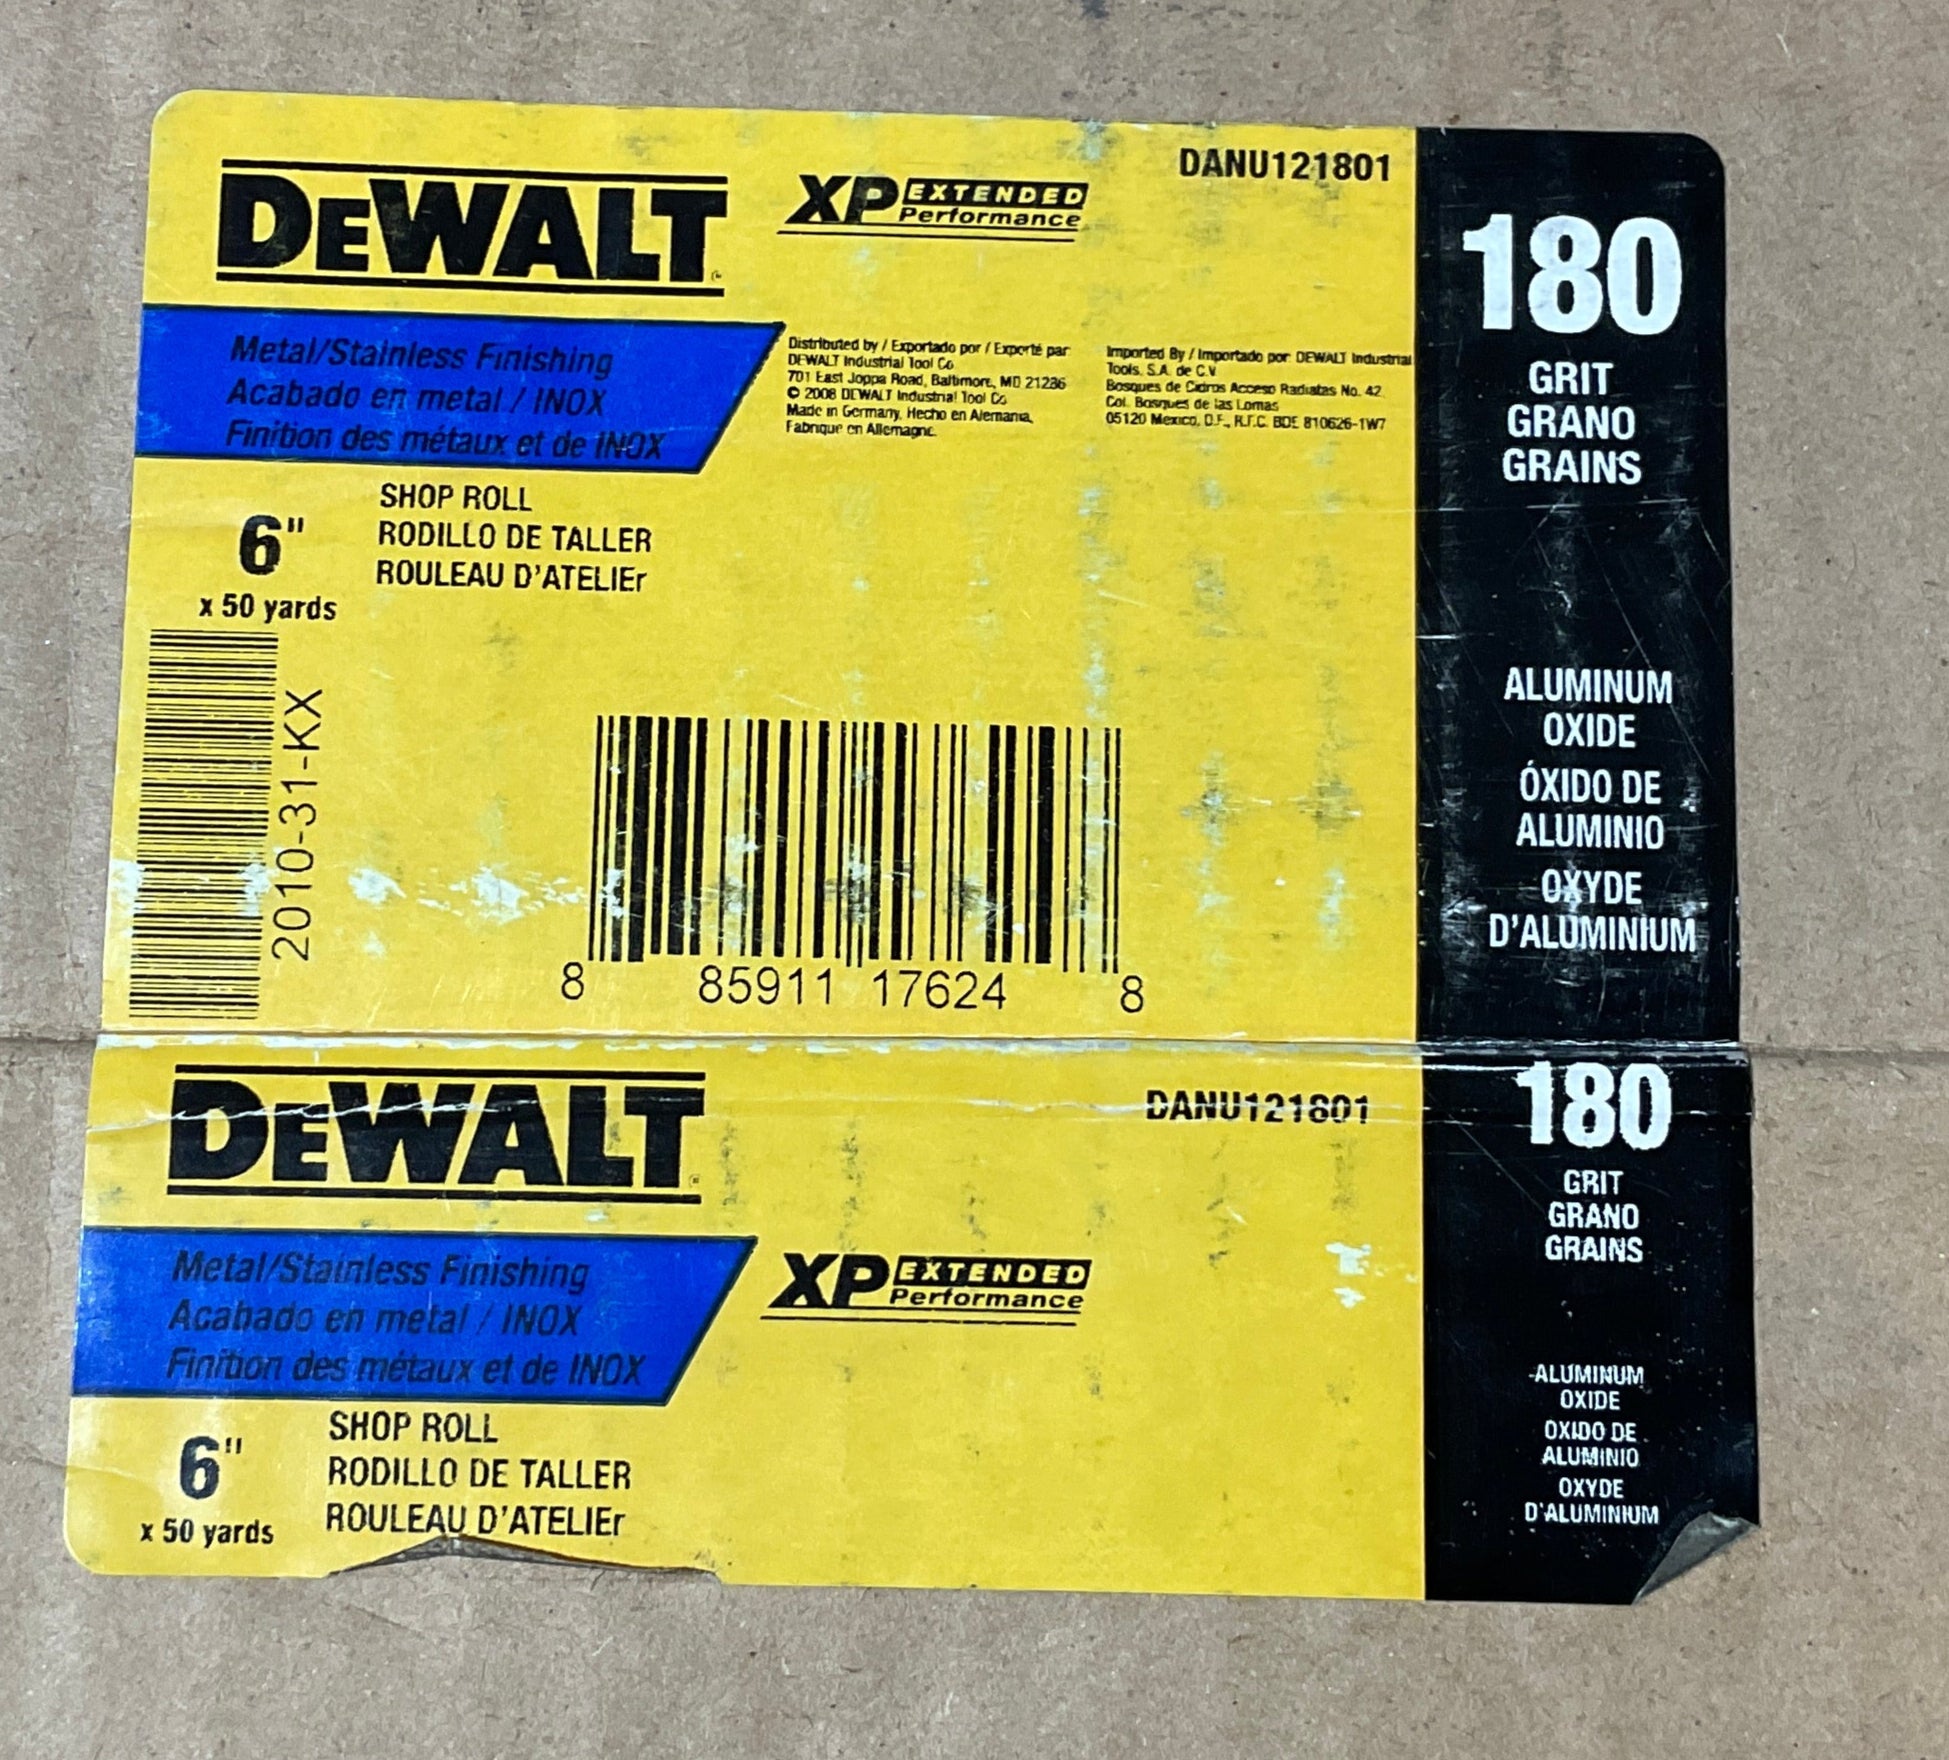 DEWALT
XP EXTENDED Performance
DANU121801
180
GRIT
GRANO
GRAINS
Metal/Stainless Finishing
Acabado en metal / INOX
Finition des métaux et de INOX
Distributed by / Exportado por / Exporté par
DEWALT Industrial Tool Co
701 East Joppa Road, Baltimore, MD 21286
© 2008 DEWALT Industrial Tool Co
Made in Germany, Hecho en Alemania,
Fabrique en Allemagne.
Imported By / Importado por: DEWALT Industrial
Tools, S.A. de C.V
Bosques de Cidros Acceso Radiatas No. 42
Col. Bosques de las Lomas
05120 Mexico, D.F., R.F.C. BDE 810626-1W7
6"
x 50 yards
SHOP ROLL
RODILLO DE TALLER
ROULEAU D'ATELIEr
2010-31-KX
8 85911 17624 8
ALUMINUM
OXIDE
ÓXIDO DE
ALUMINIO
OXYDE
D'ALUMINIUM
DEWALT
DANU121801
180
GRIT
GRANO
GRAINS
Metal/Stainless Finishing
Acabado en metal / INOX
Finition des métaux et de INOX
XP EXTENDED Performance
6"
x 50 yards
SHOP ROLL
RODILLO DE TALLER
ROULEAU D'ATELIEr
ALUMINUM
OXIDE
OXIDO DE
ALUMINIO
OXYDE
D'ALUMINIUM